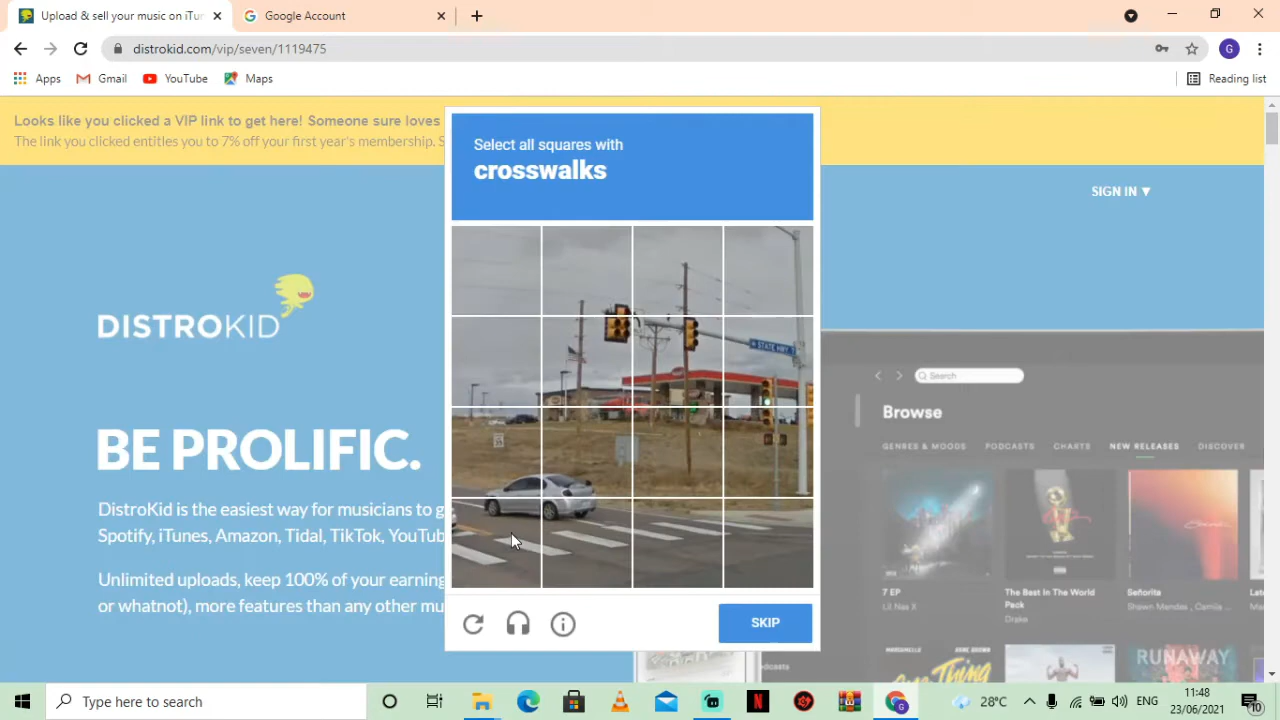 Upload & sell your music on iTun
Google Account
distrokid.com/vip/seven/1119475
Apps
Gmail
YouTube
Maps
Reading list
Looks like you clicked a VIP link to get here! Someone sure loves
The link you clicked entitles you to 7% off your first year's membership. S
Select all squares with
crosswalks
SIGN IN ▼
STATE HWY
DISTROKID
Search
Browse
GENRES & MOODS
PODCASTS
CHARTS
NEW RELEASES
DISCOVER
BE PROLIFIC.
DistroKid is the easiest way for musicians to g
Spotify, iTunes, Amazon, Tidal, TikTok, YouTub
Unlimited uploads, keep 100% of your earning
or whatnot), more features than any other mu
7 EP
Lil Nas X
The Best In The World
Pack
Drake
Señorita
Shawn Mendes , Camila ...
Late
SKIP
podcasts
MARSHMELLO
RUNAWAY
Type here to search
28°C
ENG
11:48
23/06/2021
10